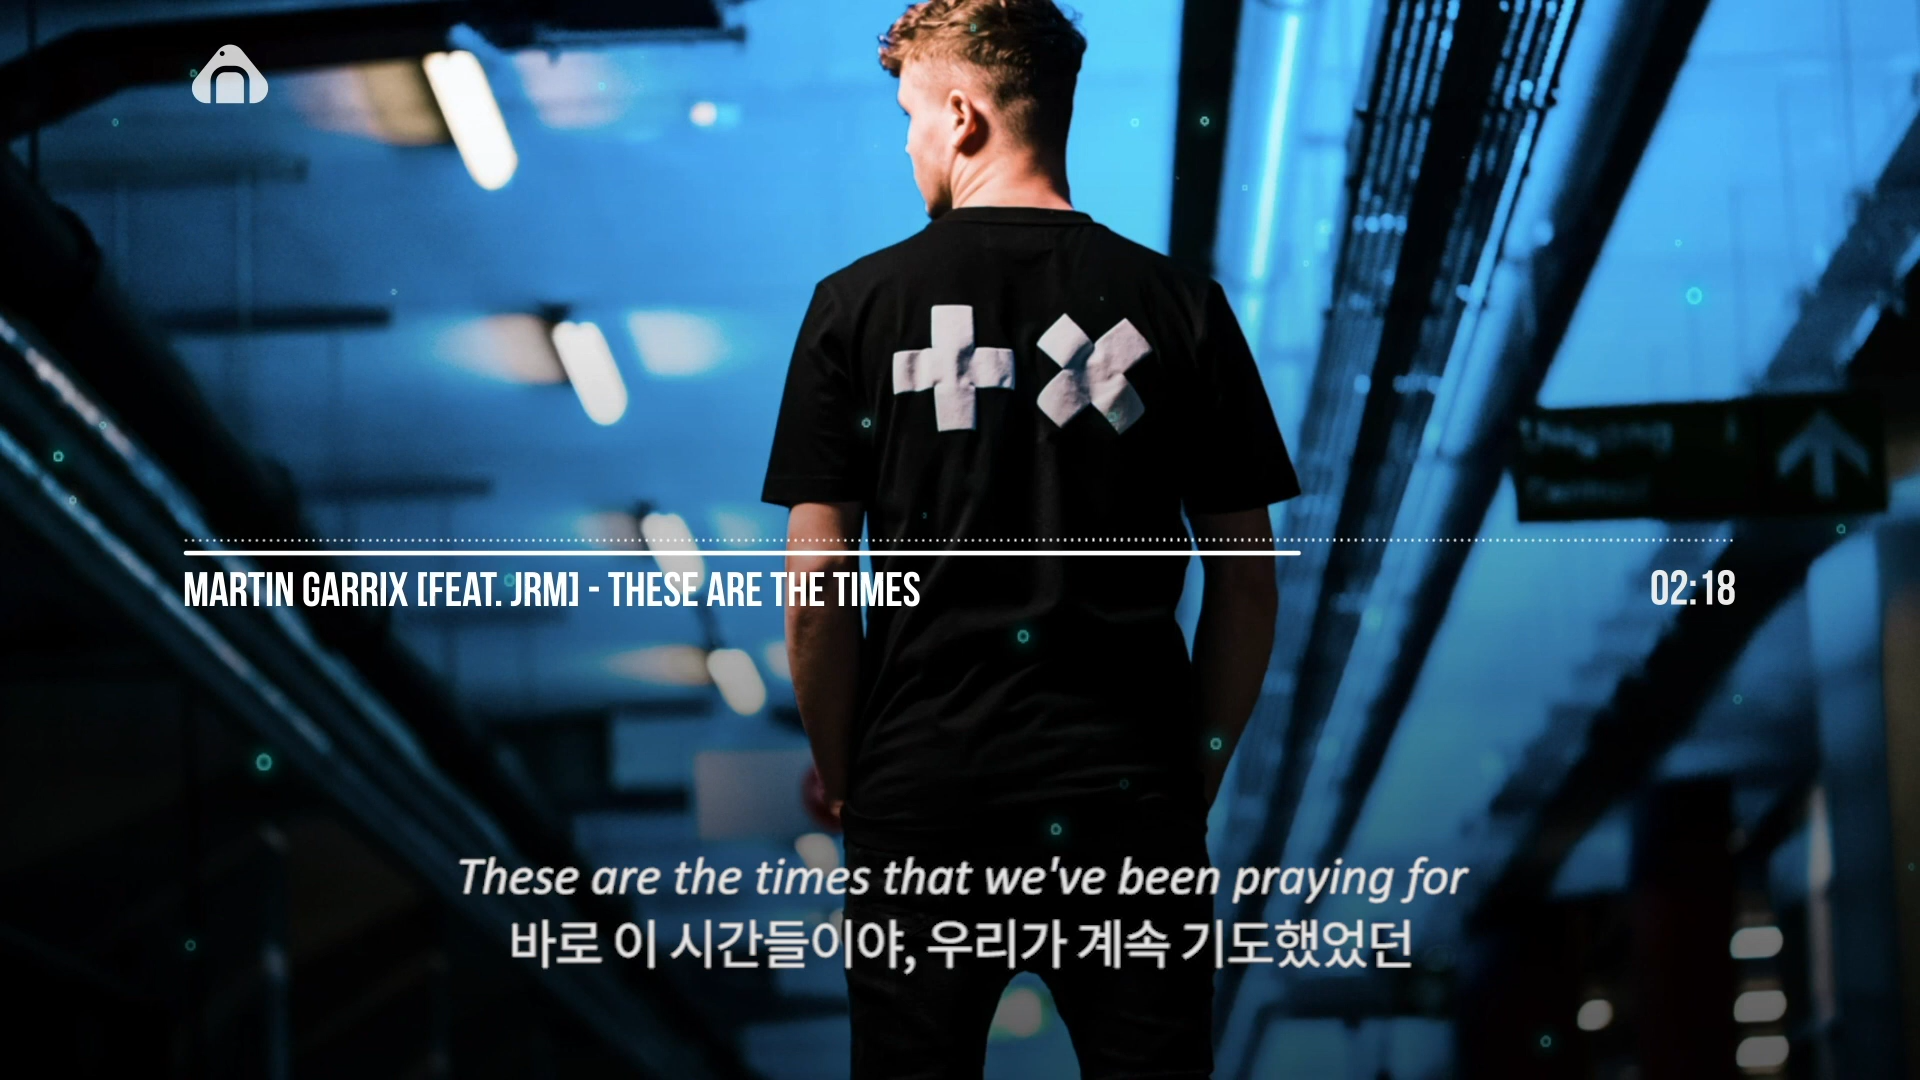 MARTIN GARRIX [FEAT. JRM] - THESE ARE THE TIMES
02:18
These are the times that we've been praying for
바로 이 시간들이야, 우리가 계속 기도했었던